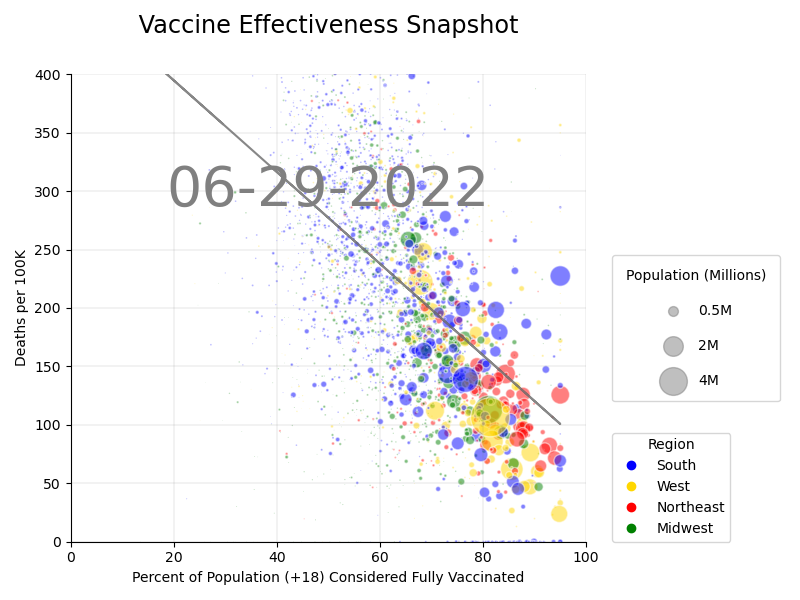 Vaccine Effectiveness Snapshot
400
350
300
250
200
150
100
50
0
Deaths per 100K
06-29-2022
0 20 40 60 80 100
Percent of Population (+18) Considered Fully Vaccinated
Population (Millions)
0.5M
2M
4M
Region
South
West
Northeast
Midwest